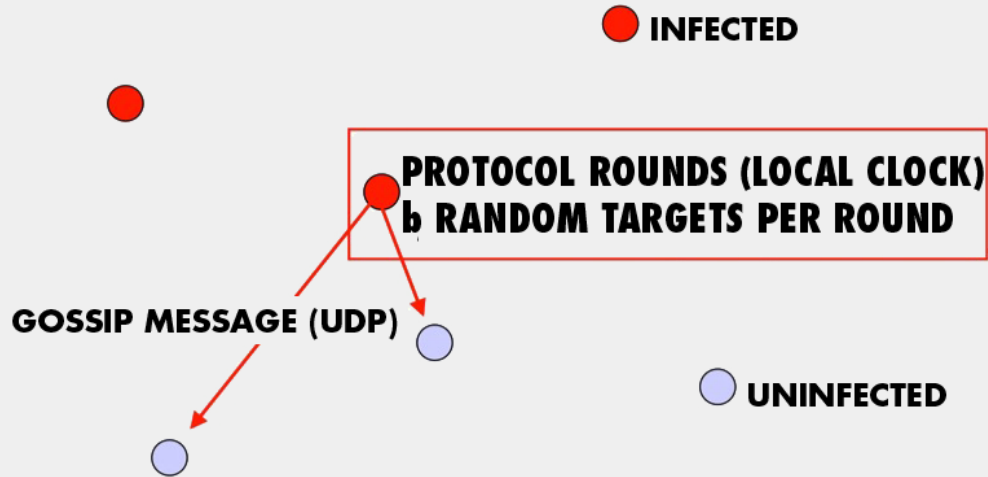 INFECTED
PROTOCOL ROUNDS (LOCAL CLOCK)
b RANDOM TARGETS PER ROUND
GOSSIP MESSAGE (UDP)
UNINFECTED